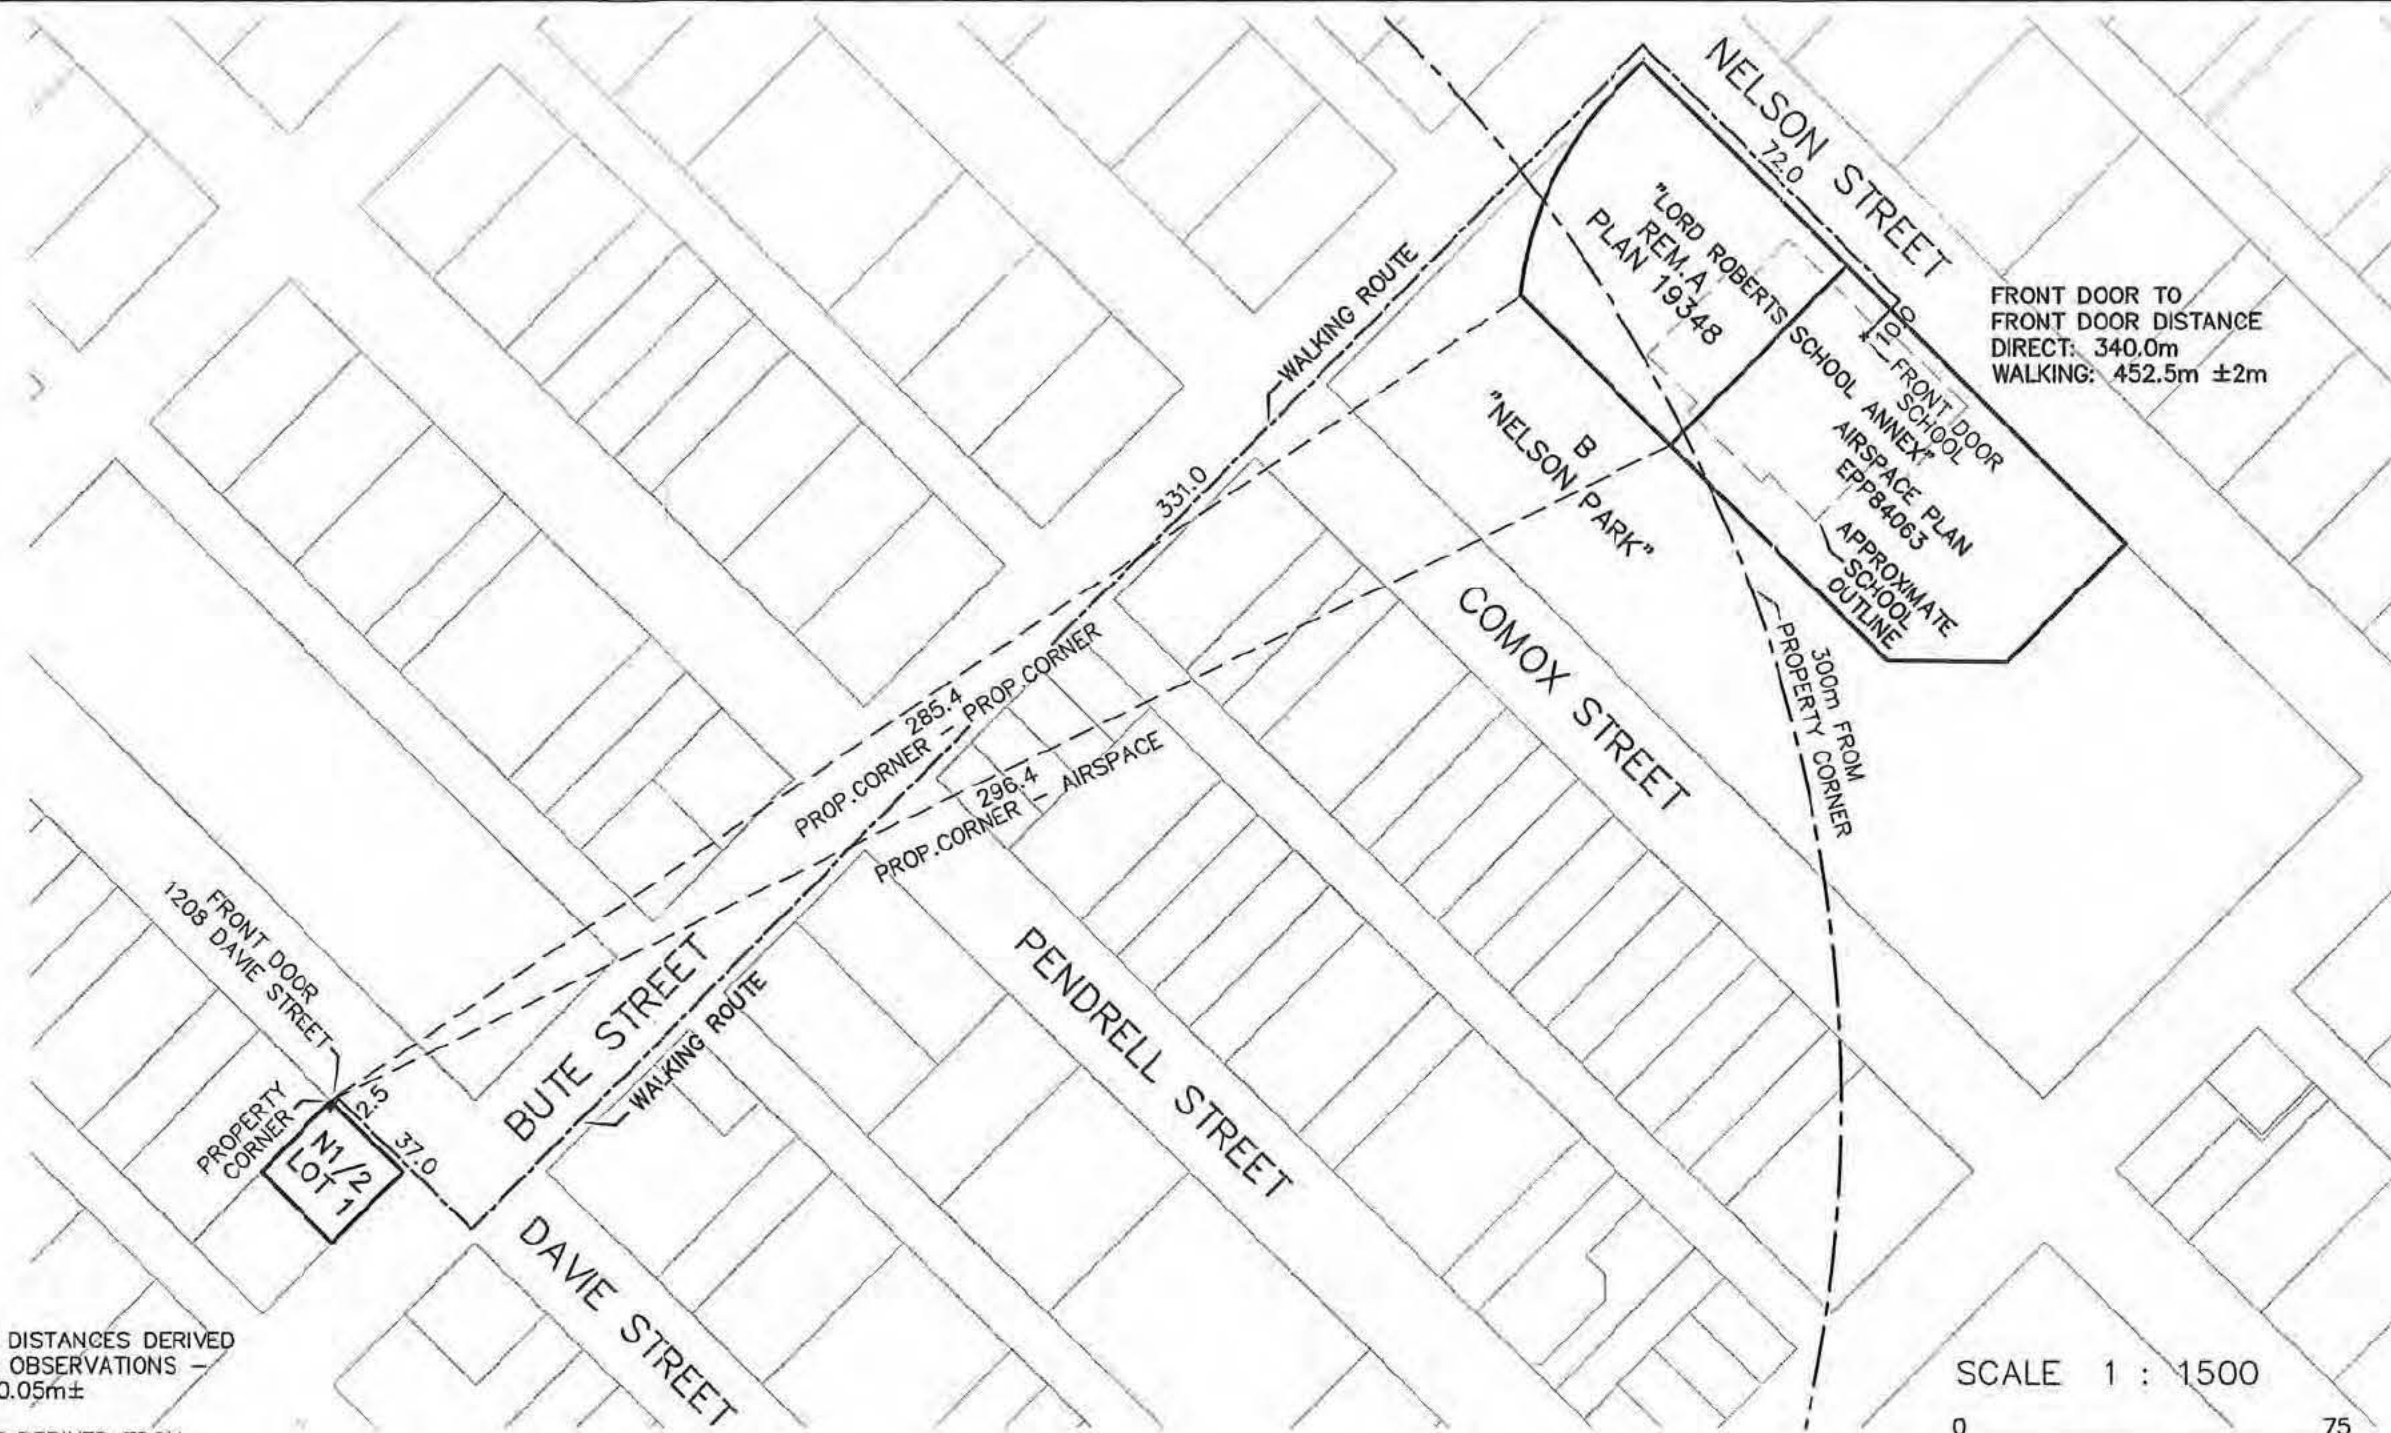 NELSON STREET
72.0
"LORD ROBERTS SCHOOL ANNEX"
REM.A
PLAN 19348
10.0
FRONT DOOR
SCHOOL
AIRSPACE PLAN
EPP84063
APPROXIMATE
SCHOOL
OUTLINE
FRONT DOOR TO
FRONT DOOR DISTANCE
DIRECT: 340.0m
WALKING: 452.5m ±2m
WALKING ROUTE
B
"NELSON PARK"
331.0
COMOX STREET
300m FROM
PROPERTY CORNER
285.4
PROP.CORNER - PROP.CORNER
296.4
PROP.CORNER - AIRSPACE
FRONT DOOR
1208 DAVIE STREET
BUTE STREET
WALKING ROUTE
PENDRELL STREET
PROPERTY
CORNER
2.5
37.0
N1/2
LOT 1
DAVIE STREET
DISTANCES DERIVED
OBSERVATIONS -
0.05m±
SCALE 1 : 1500
0 75